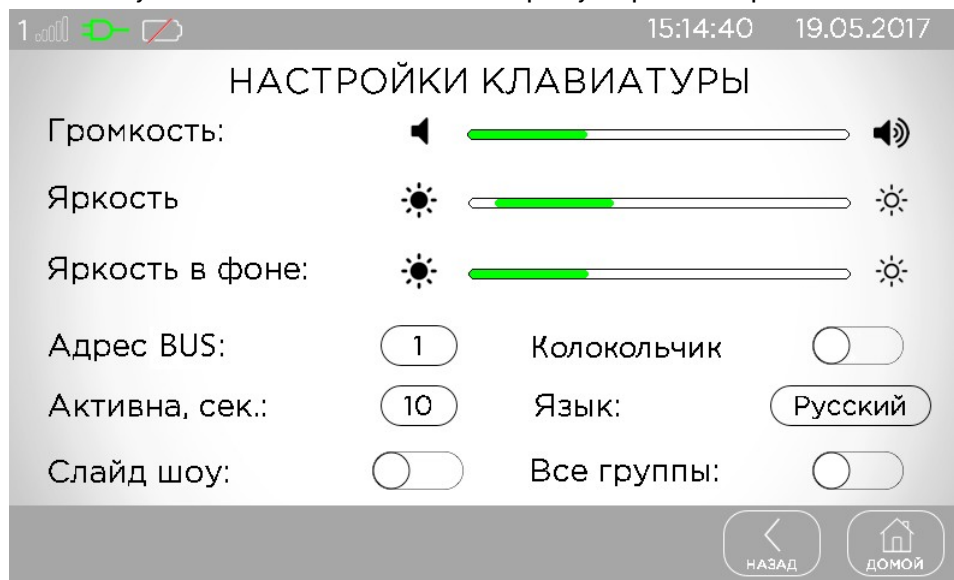 1 15:14:40 19.05.2017
НАСТРОЙКИ КЛАВИАТУРЫ
Громкость:
Яркость
Яркость в фоне:
Адрес BUS: 1 Колокольчик
Активна, сек.: 10 Язык: Русский
Слайд шоу: Все группы:
НАЗАД ДОМОЙ